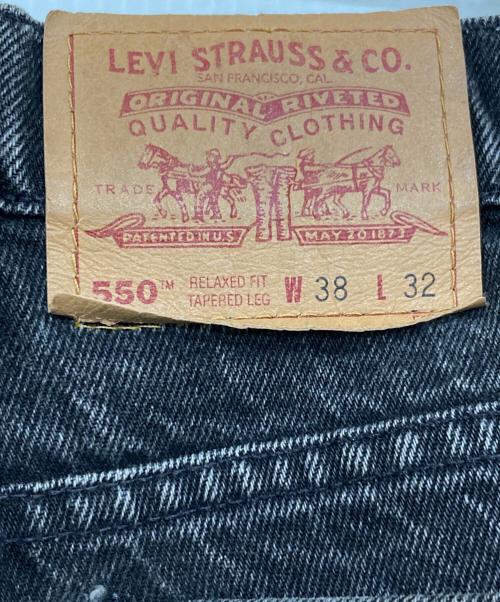 LEVI STRAUSS & CO.
SAN FRANCISCO, CAL.
ORIGINAL RIVETED
QUALITY CLOTHING
TRADE MARK
PATENTED IN U.S. MAY 20 1873
550™ RELAXED FIT W 38 L 32
TAPERED LEG